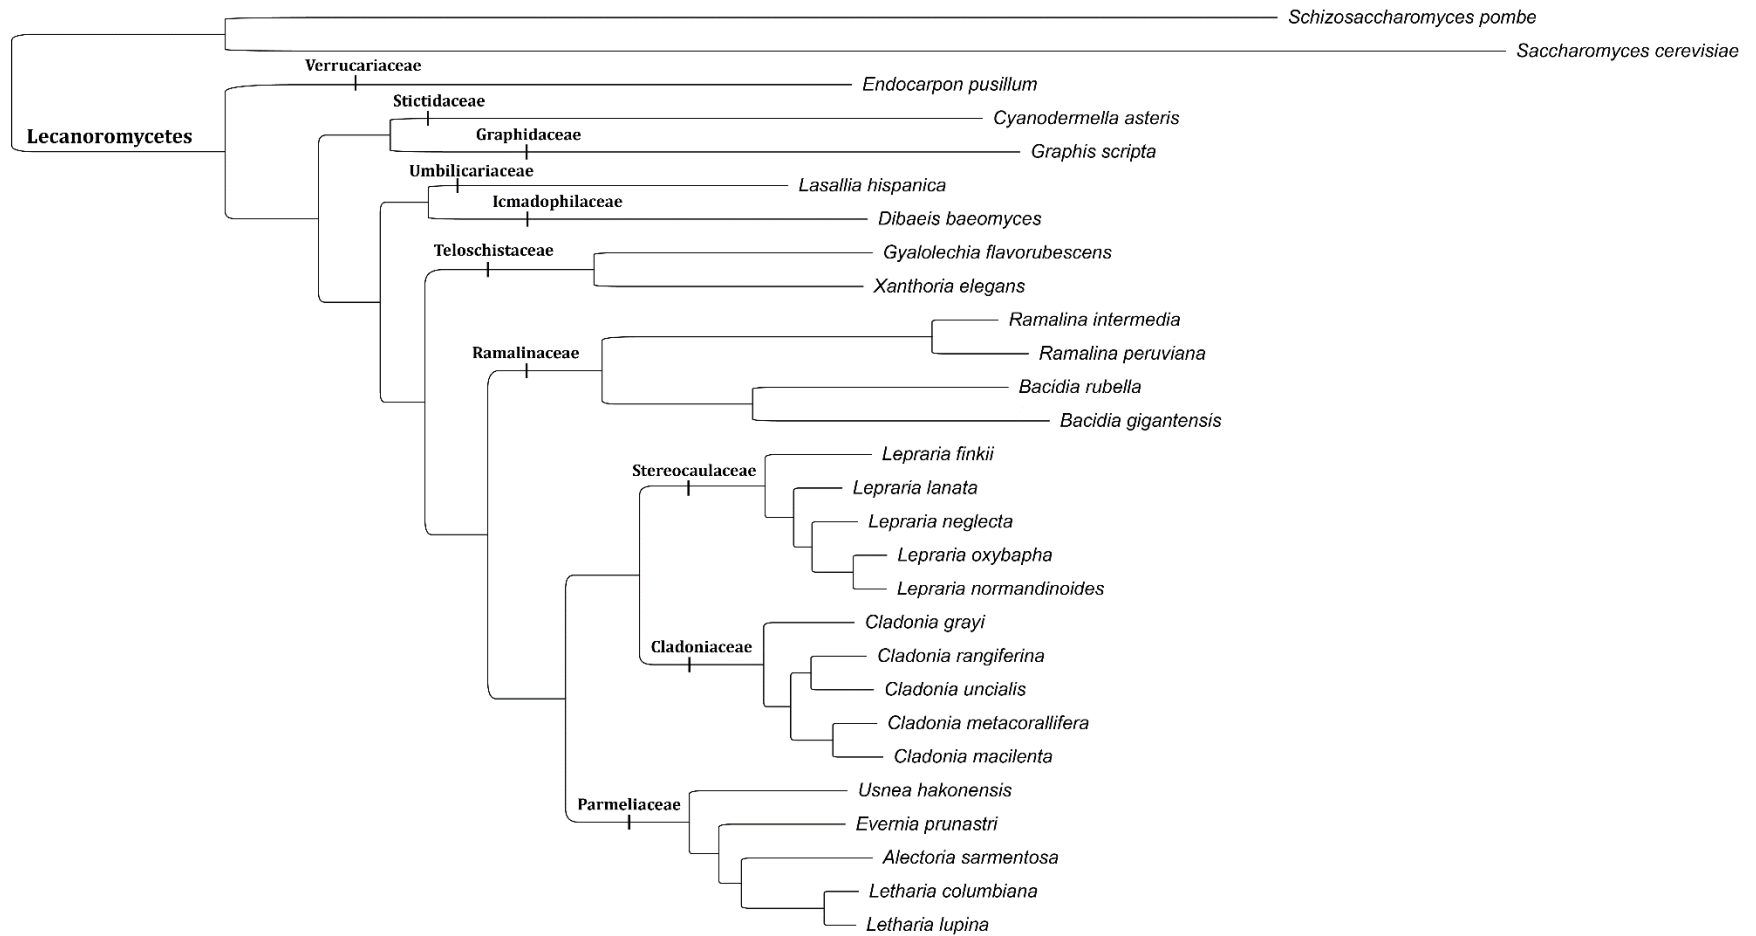 Schizosaccharomyces pombe
Saccharomyces cerevisiae
Verrucariaceae
Endocarpon pusillum
Stictidaceae
Cyanodermella asteris
Lecanoromycetes
Graphidaceae
Graphis scripta
Umbilicariaceae
Lasallia hispanica
Icmadophilaceae
Dibaeis baeomyces
Teloschistaceae
Gyalolechia flavorubescens
Xanthoria elegans
Ramalina intermedia
Ramalinaceae
Ramalina peruviana
Bacidia rubella
Bacidia gigantensis
Lepraria finkii
Stereocaulaceae
Lepraria lanata
Lepraria neglecta
Lepraria oxybapha
Lepraria normandinoides
Cladonia grayi
Cladoniaceae
Cladonia rangiferina
Cladonia uncialis
Cladonia metacorallifera
Cladonia macilenta
Usnea hakonensis
Parmeliaceae
Evernia prunastri
Alectoria sarmentosa
Letharia columbiana
Letharia lupina